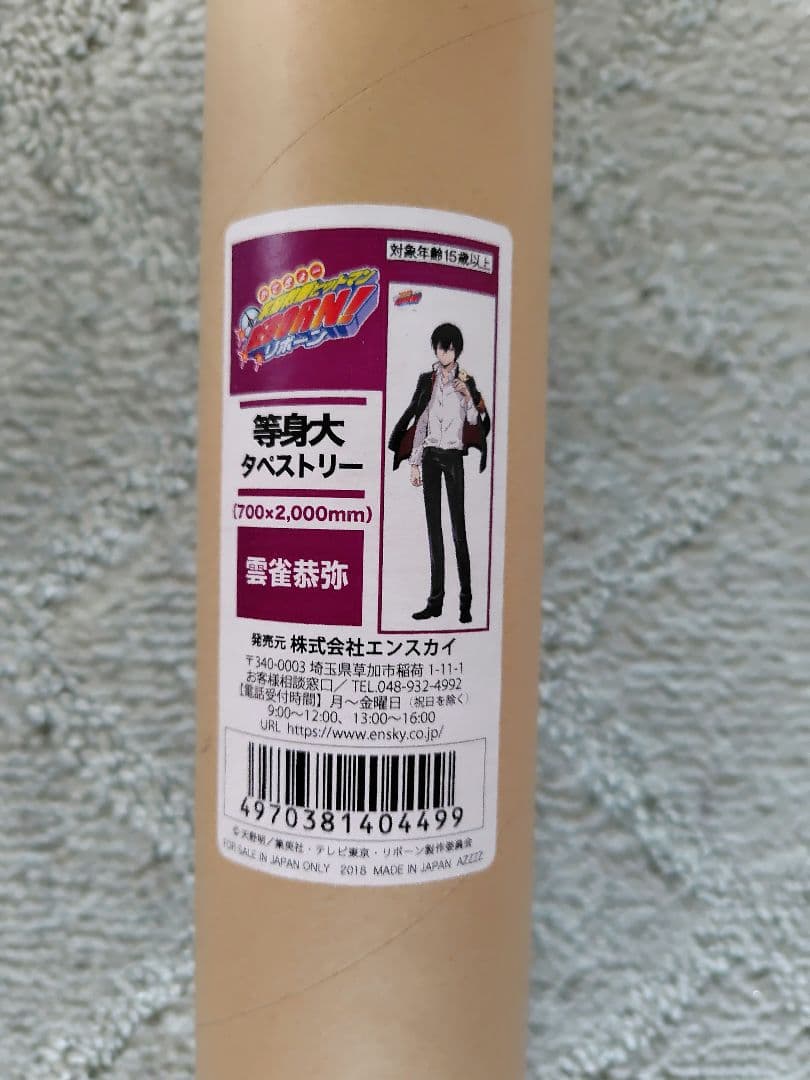 対象年齢15歳以上
かてきょー
家庭教師ヒットマン
REBORN!
リボーン
等身大
タペストリー
(700×2,000mm)
雲雀恭弥
発売元 株式会社エンスカイ
〒340-0003 埼玉県草加市稲荷 1-11-1
お客様相談窓口／ TEL.048-932-4992
【電話受付時間】月～金曜日（祝日を除く）
9:00～12:00、13:00～16:00
URL https://www.ensky.co.jp/
4970381404499
©天野明／集英社・テレビ東京・リボーン製作委員会
FOR SALE IN JAPAN ONLY 2018 MADE IN JAPAN AZZZZ